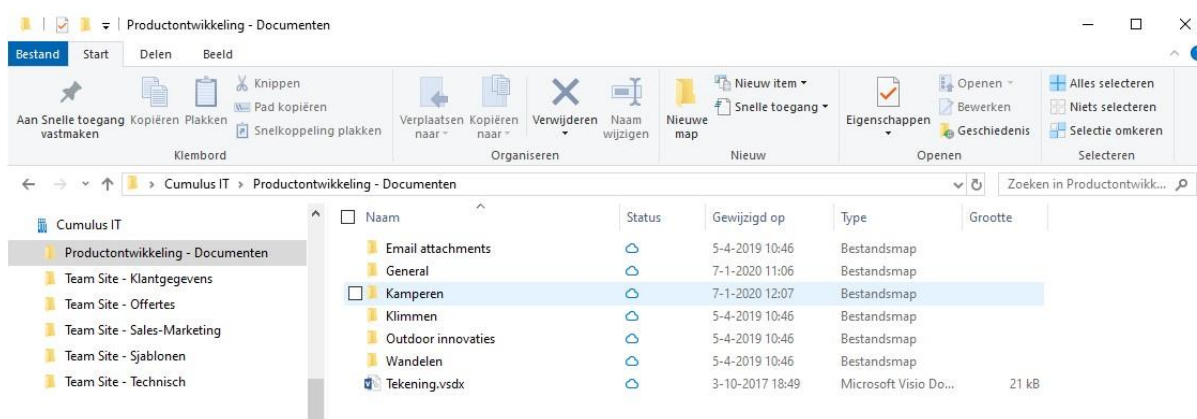 Productontwikkeling - Documenten
Bestand Start Delen Beeld
Aan Snelle toegang vastmaken
Kopiëren
Plakken
Knippen
Pad kopiëren
Snelkoppeling plakken
Klembord
Verplaatsen naar
Kopiëren naar
Verwijderen
Naam wijzigen
Organiseren
Nieuwe map
Nieuw item
Snelle toegang
Nieuw
Eigenschappen
Openen
Bewerken
Geschiedenis
Openen
Alles selecteren
Niets selecteren
Selectie omkeren
Selecteren
Cumulus IT > Productontwikkeling - Documenten
Zoeken in Productontwikk...
Cumulus IT
Productontwikkeling - Documenten
Team Site - Klantgegevens
Team Site - Offertes
Team Site - Sales-Marketing
Team Site - Sjablonen
Team Site - Technisch
Naam Status Gewijzigd op Type Grootte
Email attachments 5-4-2019 10:46 Bestandsmap
General 7-1-2020 11:06 Bestandsmap
Kamperen 7-1-2020 12:07 Bestandsmap
Klimmen 5-4-2019 10:46 Bestandsmap
Outdoor innovaties 5-4-2019 10:46 Bestandsmap
Wandelen 5-4-2019 10:46 Bestandsmap
Tekening.vsdx 3-10-2017 18:49 Microsoft Visio Do... 21 kB